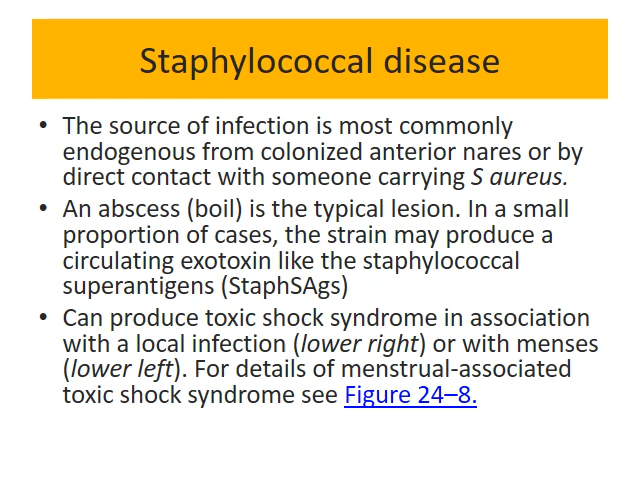 Staphylococcal disease
• The source of infection is most commonly
endogenous from colonized anterior nares or by
direct contact with someone carrying S aureus.
• An abscess (boil) is the typical lesion. In a small
proportion of cases, the strain may produce a
circulating exotoxin like the staphylococcal
superantigens (StaphSAgs)
• Can produce toxic shock syndrome in association
with a local infection (lower right) or with menses
(lower left). For details of menstrual-associated
toxic shock syndrome see Figure 24–8.